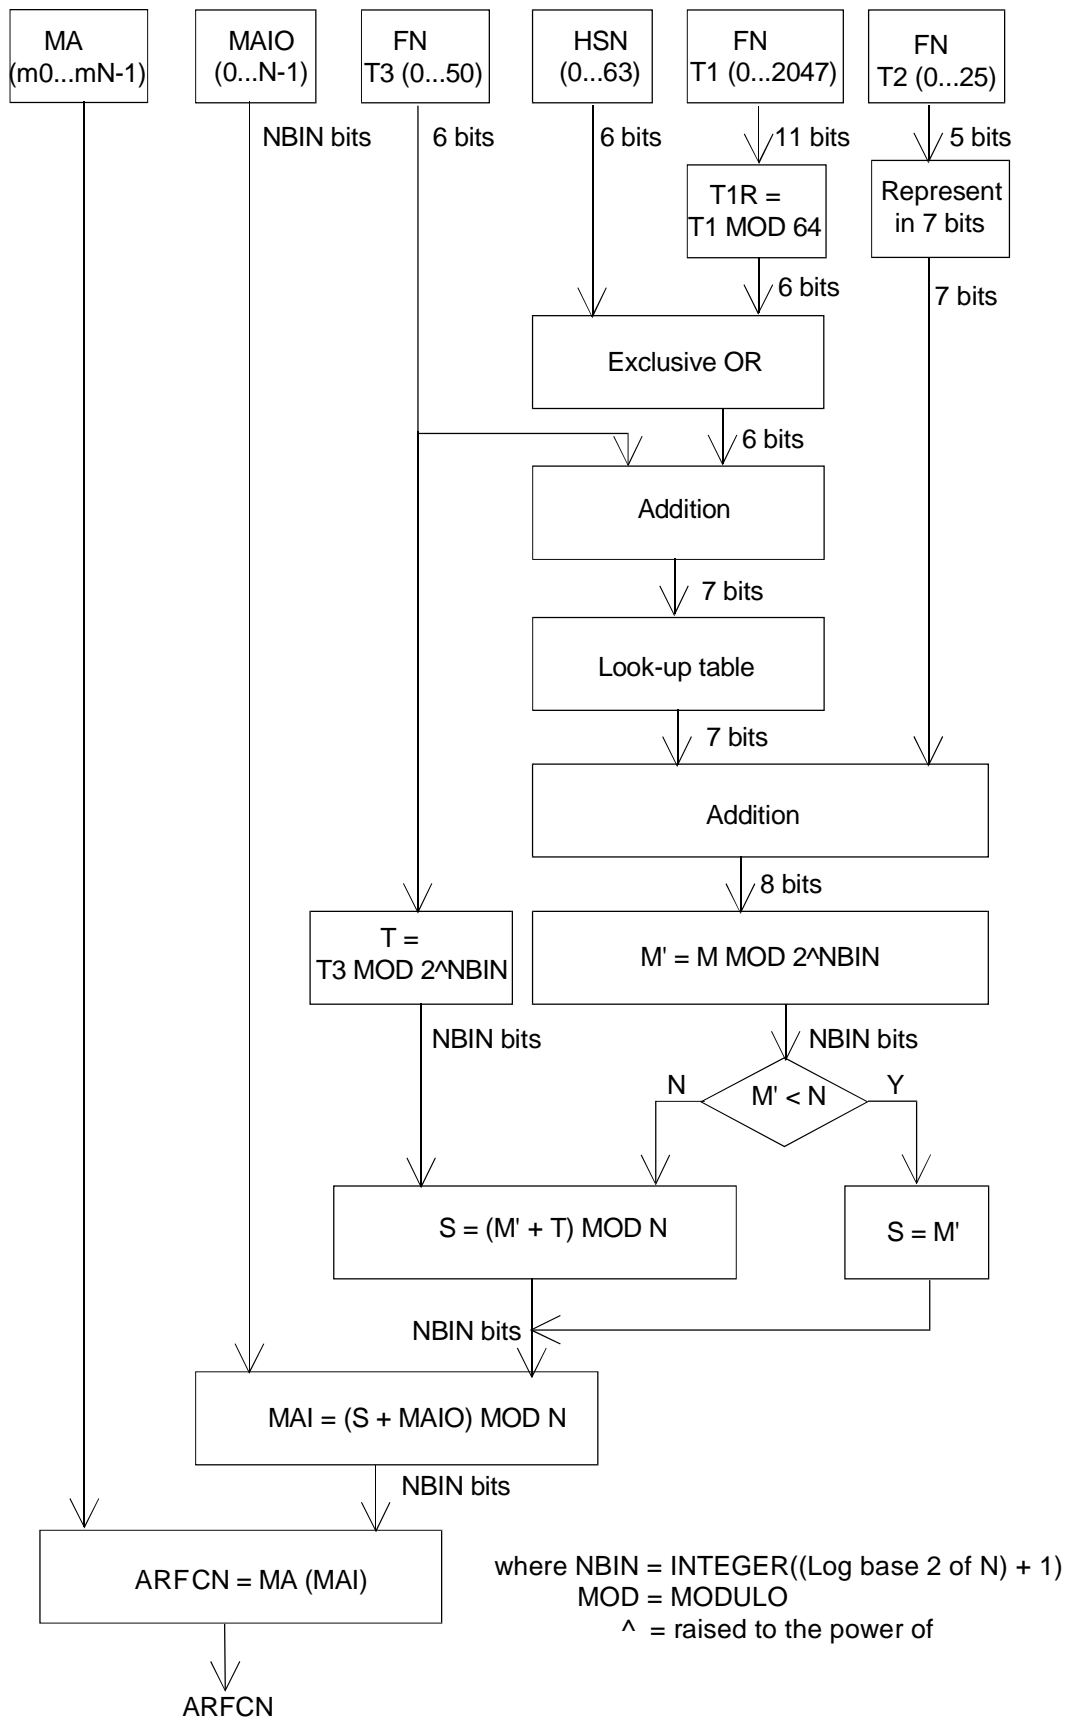 MA
(m0...mN-1)
MAIO
(0...N-1)
FN
T3 (0...50)
HSN
(0...63)
FN
T1 (0...2047)
FN
T2 (0...25)
NBIN bits
6 bits
6 bits
11 bits
5 bits
T1R =
T1 MOD 64
Represent
in 7 bits
6 bits
7 bits
Exclusive OR
6 bits
Addition
7 bits
Look-up table
7 bits
Addition
8 bits
T =
T3 MOD 2^NBIN
M' = M MOD 2^NBIN
NBIN bits
NBIN bits
N
M' < N
Y
S = (M' + T) MOD N
S = M'
NBIN bits
MAI = (S + MAIO) MOD N
NBIN bits
ARFCN = MA (MAI)
where NBIN = INTEGER((Log base 2 of N) + 1)
MOD = MODULO
^ = raised to the power of
ARFCN